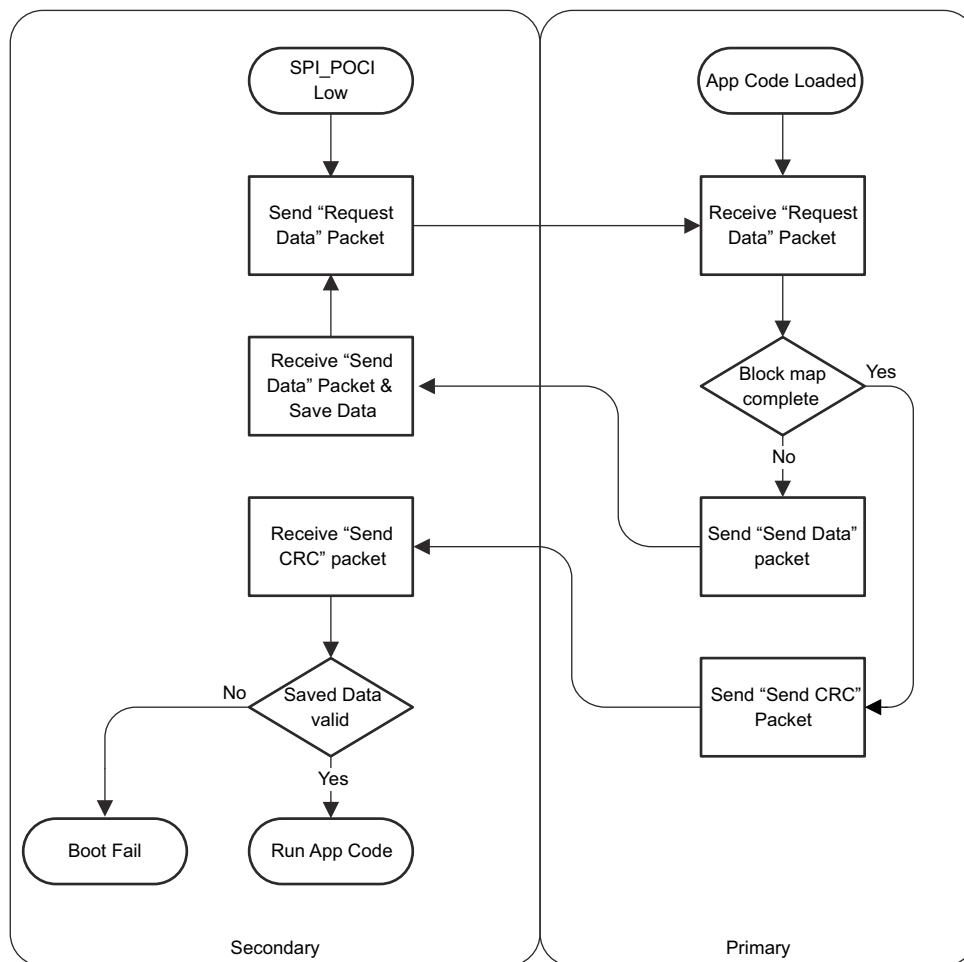 SPI_POCI
Low
App Code Loaded
Send “Request
Data” Packet
Receive “Request
Data” Packet
Receive “Send
Data” Packet &
Save Data
Block map
complete
Yes
No
Receive “Send
CRC” packet
Send “Send Data”
packet
Saved Data
valid
No
Yes
Send “Send CRC”
Packet
Boot Fail
Run App Code
Secondary
Primary